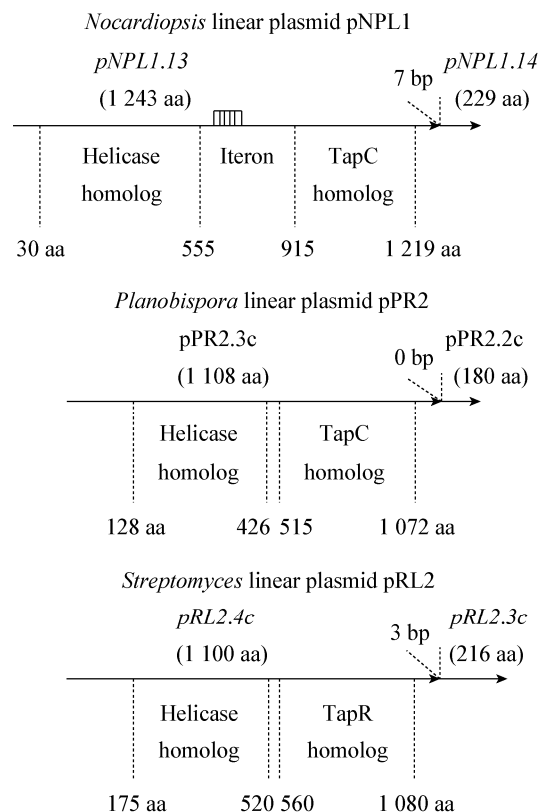 Nocardiopsis linear plasmid pNPL1
pNPL1.13
7 bp
pNPL1.14
(1 243 aa)
(229 aa)
Helicase
homolog
Iteron
TapC
homolog
30 aa
555
915
1 219 aa
Planobispora linear plasmid pPR2
pPR2.3c
0 bp
pPR2.2c
(1 108 aa)
(180 aa)
Helicase
homolog
TapC
homolog
128 aa
426
515
1 072 aa
Streptomyces linear plasmid pRL2
pRL2.4c
3 bp
pRL2.3c
(1 100 aa)
(216 aa)
Helicase
homolog
TapR
homolog
175 aa
520
560
1 080 aa